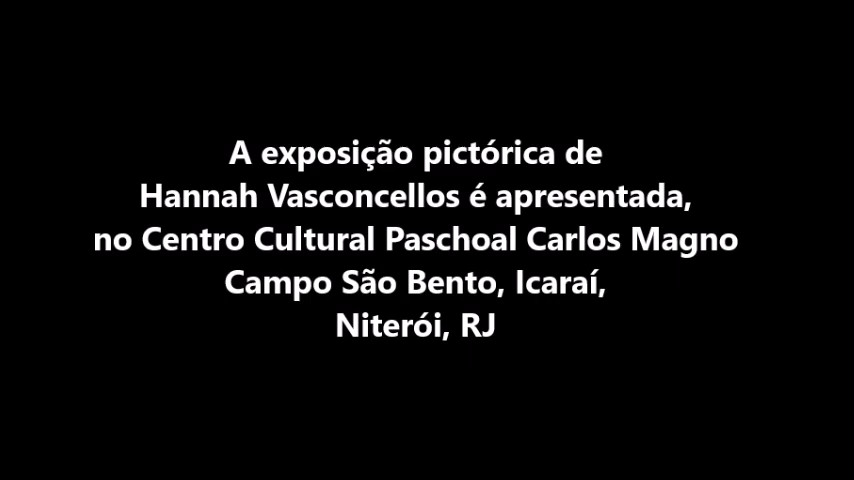 A exposição pictórica de
Hannah Vasconcellos é apresentada,
no Centro Cultural Paschoal Carlos Magno
Campo São Bento, Icaraí,
Niterói, RJ